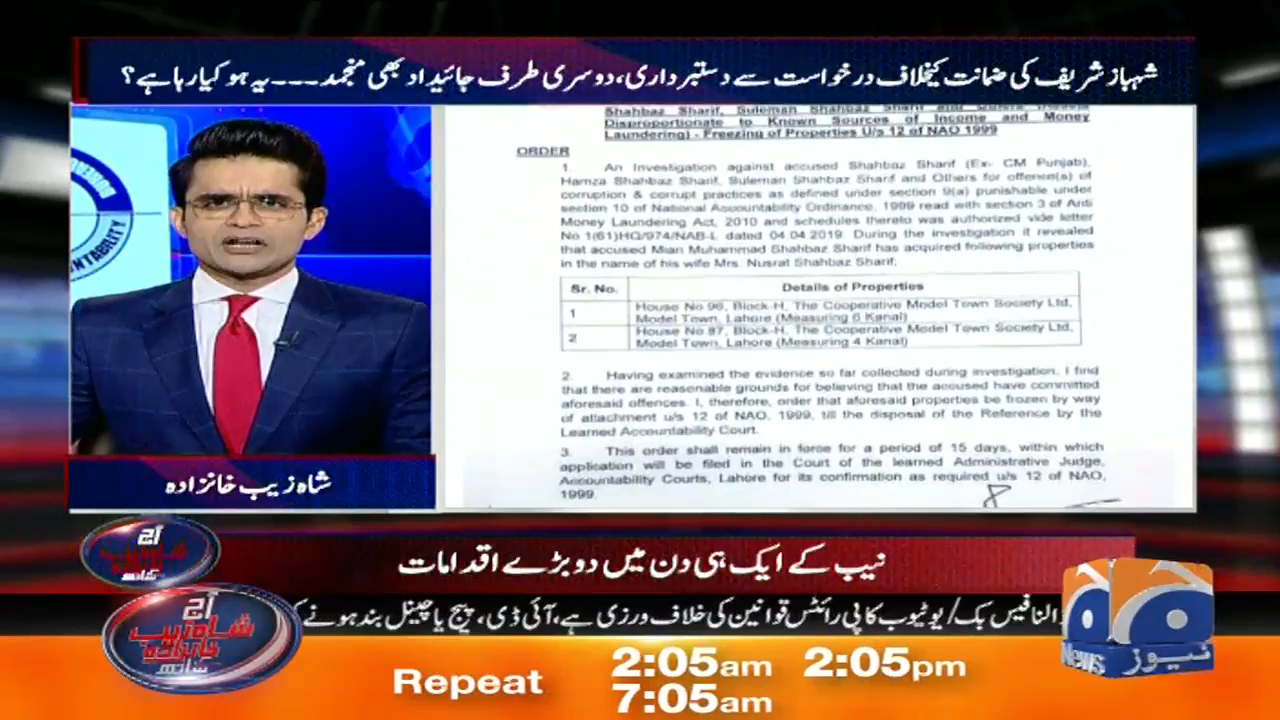 شہباز شریف کی ضمانت کیخلاف درخواست سے دستبرداری، دوسری طرف جائیداد بھی منجمد۔۔۔۔یہ ہو کیا رہا ہے؟
OUNTABILITY
Shahbaz Sharif, Suleman Shahbaz Sharif and Others
Disproportionate to Known Sources of Income and Money
Laundering) - Freezing of Properties U/s 12 of NAO 1999
ORDER
1. An Investigation against accused Shahbaz Sharif (Ex- CM Punjab),
Hamza Shahbaz Sharif, Suleman Shahbaz Sharif and Others for offence(s) of
corruption & corrupt practices as defined under section 9(a) punishable under
section 10 of National Accountability Ordinance, 1999 read with section 3 of Anti
Money Laundering Act, 2010 and schedules thereto was authorized vide letter
No.1(61)HQ/974/NAB-L dated 04.04.2019. During the investigation it revealed
that accused Mian Muhammad Shahbaz Sharif has acquired following properties
in the name of his wife Mrs. Nusrat Shahbaz Sharif;
Sr. No. Details of Properties
1 House No 96, Block-H, The Cooperative Model Town Society Ltd,
Model Town, Lahore (Measuring 6 Kanal)
2 House No.87, Block-H, The Cooperative Model Town Society Ltd,
Model Town, Lahore (Measuring 4 Kanal)
2. Having examined the evidence so far collected during investigation, I find
that there are reasonable grounds for believing that the accused have committed
aforesaid offences. I, therefore, order that aforesaid properties be frozen by way
of attachment u/s 12 of NAO, 1999, till the disposal of the Reference by the
Learned Accountability Court.
3. This order shall remain in force for a period of 15 days, within which
application will be filed in the Court of the learned Administrative Judge,
Accountability Courts, Lahore for its confirmation as required u/s 12 of NAO,
1999.
شاہ زیب خانزادہ
آج
شاہ زیب
خانزادہ
کے ساتھ
نیب کے ایک ہی دن میں دو بڑے اقدامات
النا فیس بک/یوٹیوب کاپی رائٹس قوانین کی خلاف ورزی ہے، آئی ڈی، پیج یا چینل بند ہونے ک
آج
شاہ زیب
خانزادہ
کے ساتھ
Repeat 2:05am 2:05pm
7:05am
جیو
News نیوز